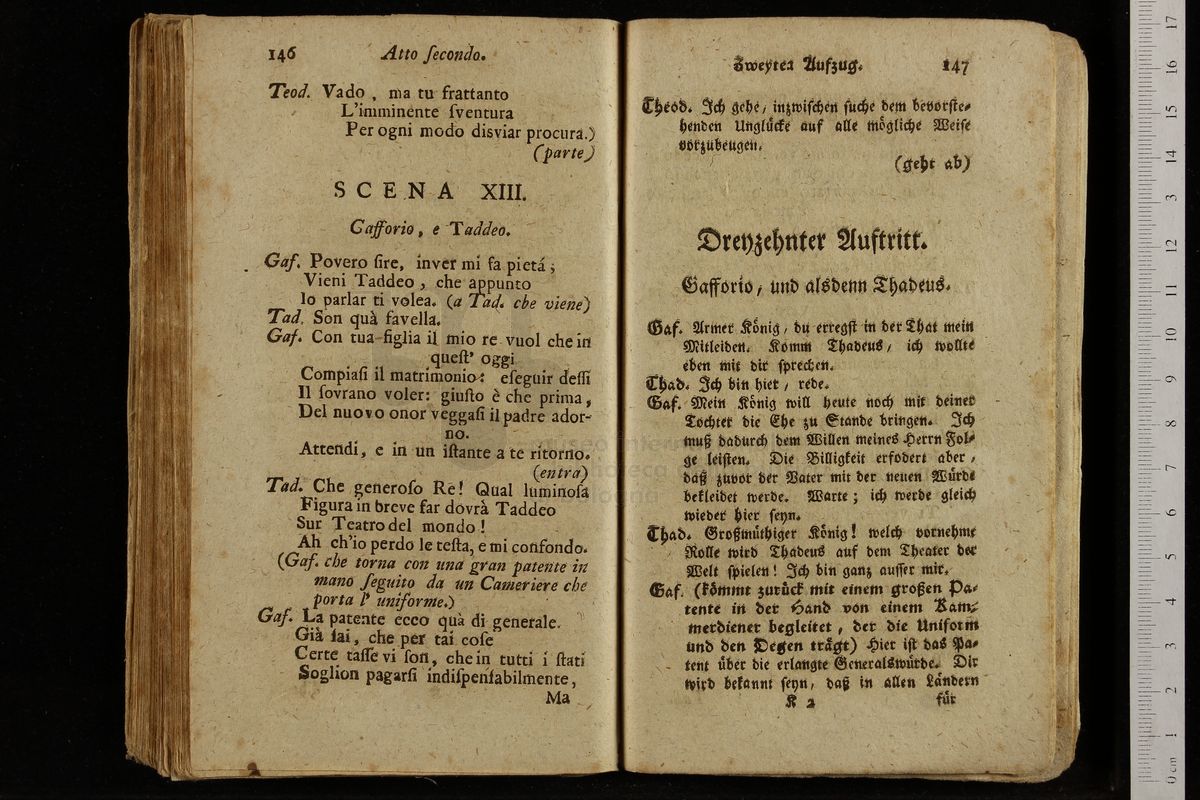 146 Atto ſecondo.
Teod. Vado , ma tu frattanto
L'imminente ſventura
Per ogni modo disviar procura.)
(parte)
SCENA XIII.
Gafforio, e Taddeo.
Gaf. Povero ſire, inver mi fa pietá ;
Vieni Taddeo , che appunto
Io parlar ti volea. (a Tad. che viene)
Tad. Son quà favella.
Gaf. Con tua figlia il mio re vuol che in
queſt' oggi
Compiaſi il matrimonio: eſeguir deſſi
Il ſovrano voler: giuſto è che prima,
Del nuovo onor veggaſi il padre ador-
no.
Attendi, e in un iſtante a te ritorno.
(entra)
Tad. Che generoſo Re! Qual luminoſa
Figura in breve far dovrà Taddeo
Sur Teatro del mondo !
Ah ch'io perdo le teſta, e mi confondo.
(Gaf. che torna con una gran patente in
mano ſeguito da un Cameriere che
porta l' uniforme.)
Gaf. La patente ecco quà di generale.
Già ſai, che per tai coſe
Certe taſſe vi ſon, che in tutti i ſtati
Soglion pagarſi indiſpenſabilmente,
Ma
Zweyter Aufzug. 147
Theod. Ich gehe, inzwiſchen ſuche dem bevorſte-
henden Unglücke auf alle mögliche Weiſe
vorzubeugen.
(geht ab)
Dreyzehnter Auftritt.
Gafforio, und alsdenn Thadeus.
Gaf. Armer König, du erregſt in der That mein
Mitleiden. Komm Thadeus, ich wollte
eben mit dir ſprechen.
Thad. Ich bin hier, rede.
Gaf. Mein König will heute noch mit deiner
Tochter die Ehe zu Stande bringen. Ich
muß dadurch dem Willen meines Herrn Fol-
ge leiſten. Die Billigkeit erfodert aber,
daß zuvor der Vater mit der neuen Würde
bekleidet werde. Warte; ich werde gleich
wieder hier ſeyn.
Thad. Großmüthiger König! welch vornehme
Rolle wird Thadeus auf dem Theater der
Welt ſpielen! Ich bin ganz auſſer mir.
Gaf. (kömmt zurück mit einem großen Pa-
tente in der Hand von einem Kam-
merdiener begleitet, der die Uniform
und den Degen trägt) Hier iſt das Pa-
tent über die erlangte Generalswürde. Dir
wird bekannt ſeyn, daß in allen Ländern
K 2 für